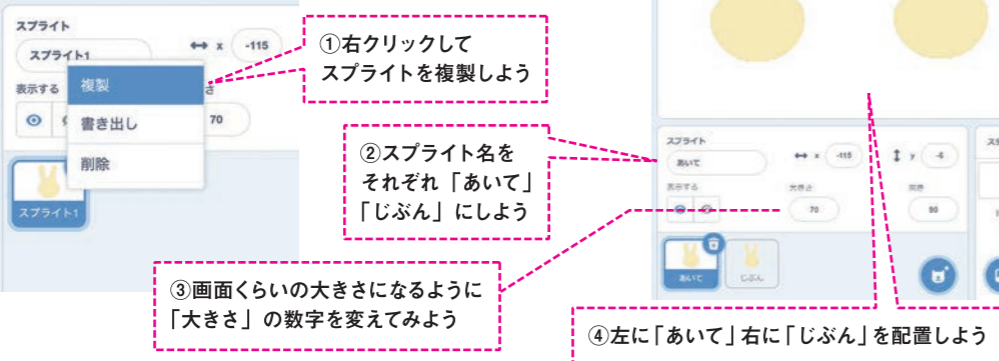 スプライト
スプライト1
x
-115
表示する
さ
70
複製
書き出し
削除
スプライト1
①右クリックして
スプライトを複製しよう
②スプライト名を
それぞれ「あいて」
「じぶん」にしよう
③画面くらいの大きさになるように
「大きさ」の数字を変えてみよう
スプライト
あいて
x
-115
y
-6
表示する
大きさ
70
向き
90
あいて
じぶん
④左に「あいて」右に「じぶん」を配置しよう